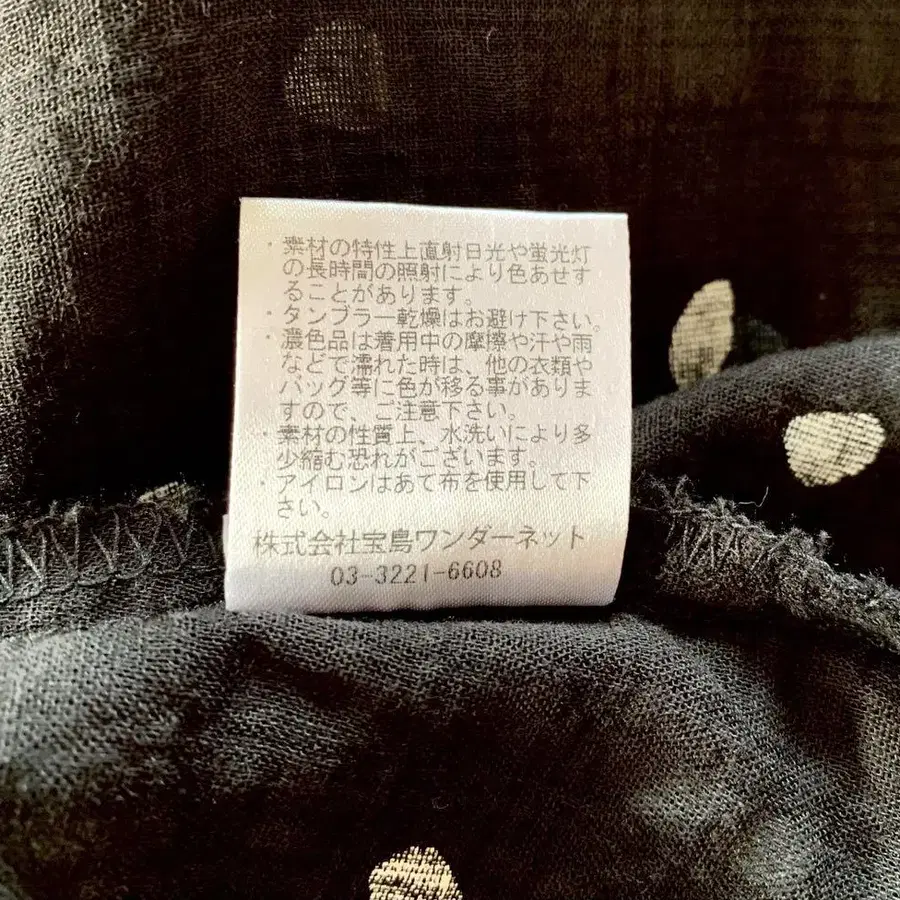 ・素材の特性上直射日光や蛍光灯
の長時間の照射により色あせす
ることがあります。
・タンブラー乾燥はお避け下さい。
・濃色品は着用中の摩擦や汗や雨
などで濡れた時は、他の衣類や
バッグ等に色が移る事がありま
すので、ご注意下さい。
・素材の性質上、水洗いにより多
少縮む恐れがございます。
・アイロンはあて布を使用して下
さい。
株式会社宝島ワンダーネット
03-3221-6608